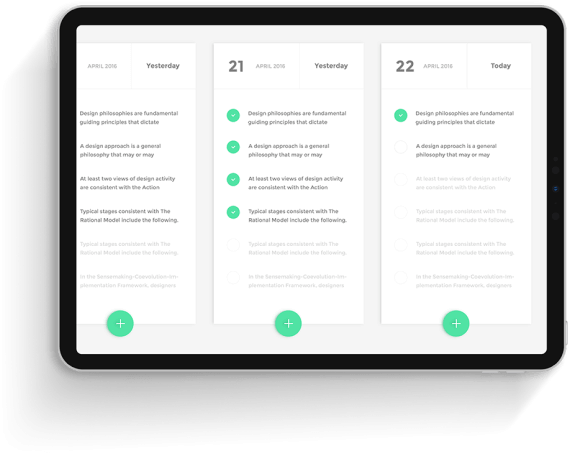 APRIL 2016
Yesterday
Design philosophies are fundamental
guiding principles that dictate
A design approach is a general
philosophy that may or may
At least two views of design activity
are consistent with the Action
Typical stages consistent with The
Rational Model include the following.
Typical stages consistent with The
Rational Model include the following.
In the Sensemaking-Coevolution-Im-
plementation Framework, designers
21
APRIL 2016
Yesterday
Design philosophies are fundamental
guiding principles that dictate
A design approach is a general
philosophy that may or may
At least two views of design activity
are consistent with the Action
Typical stages consistent with The
Rational Model include the following.
Typical stages consistent with The
Rational Model include the following.
In the Sensemaking-Coevolution-Im-
plementation Framework, designers
22
APRIL 2016
Today
Design philosophies are fundamental
guiding principles that dictate
A design approach is a general
philosophy that may or may
At least two views of design activity
are consistent with the Action
Typical stages consistent with The
Rational Model include the following.
Typical stages consistent with The
Rational Model include the following.
In the Sensemaking-Coevolution-Im-
plementation Framework, designers